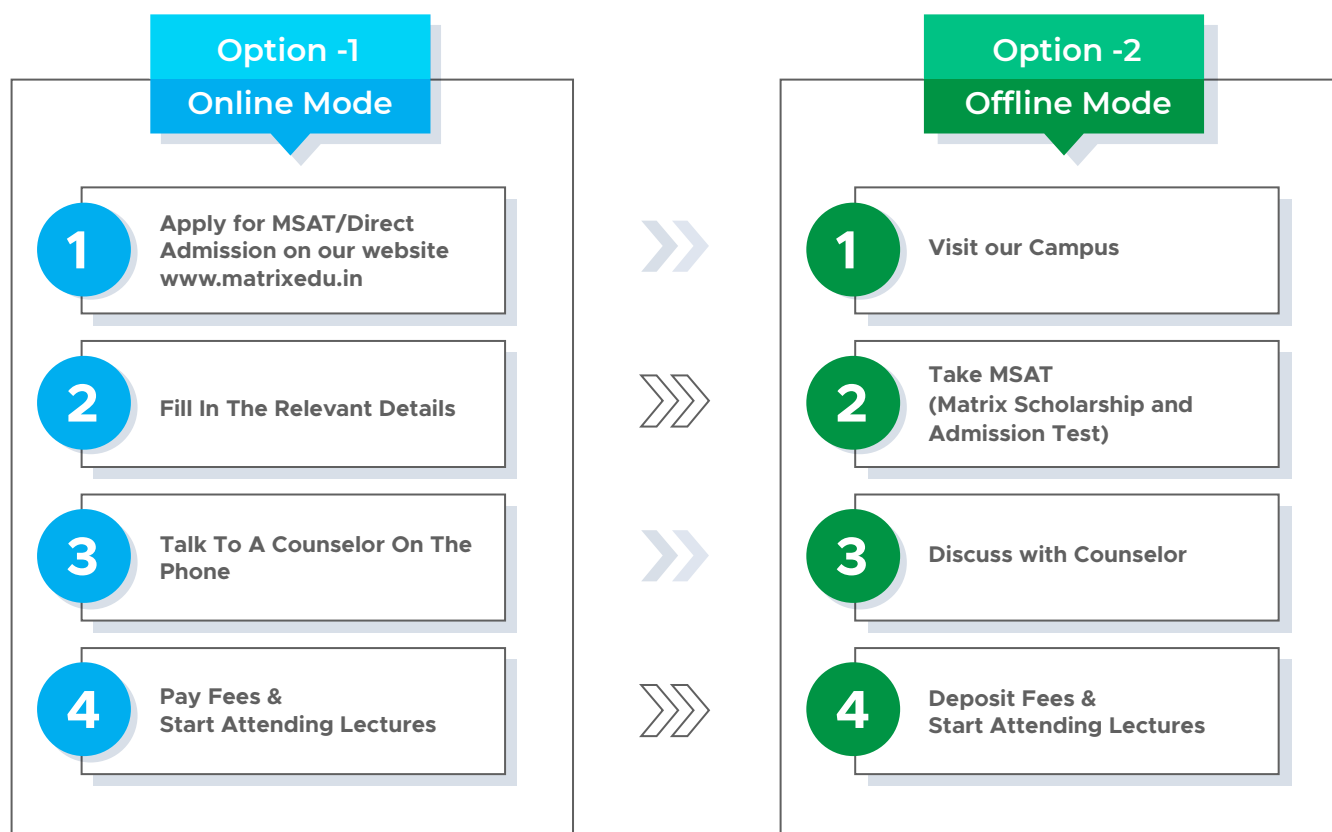 Option -1
Online Mode
1
Apply for MSAT/Direct
Admission on our website
www.matrixedu.in
2
Fill In The Relevant Details
3
Talk To A Counselor On The
Phone
4
Pay Fees &
Start Attending Lectures
Option -2
Offline Mode
1
Visit our Campus
2
Take MSAT
(Matrix Scholarship and
Admission Test)
3
Discuss with Counselor
4
Deposit Fees &
Start Attending Lectures